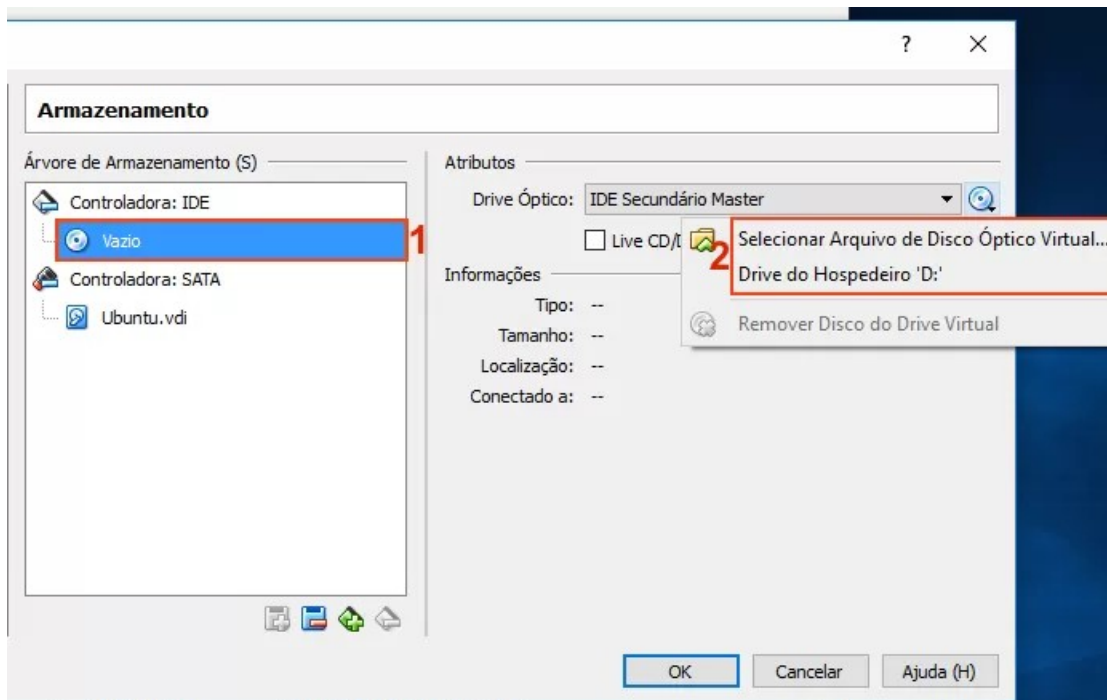 ?
Armazenamento
Árvore de Armazenamento (S)
Controladora: IDE
Vazio
1
Controladora: SATA
Ubuntu.vdi
Atributos
Drive Óptico: IDE Secundário Master
Live CD/
2
Selecionar Arquivo de Disco Óptico Virtual...
Drive do Hospedeiro 'D:'
Remover Disco do Drive Virtual
Informações
Tipo: --
Tamanho: --
Localização: --
Conectado a: --
OK
Cancelar
Ajuda (H)